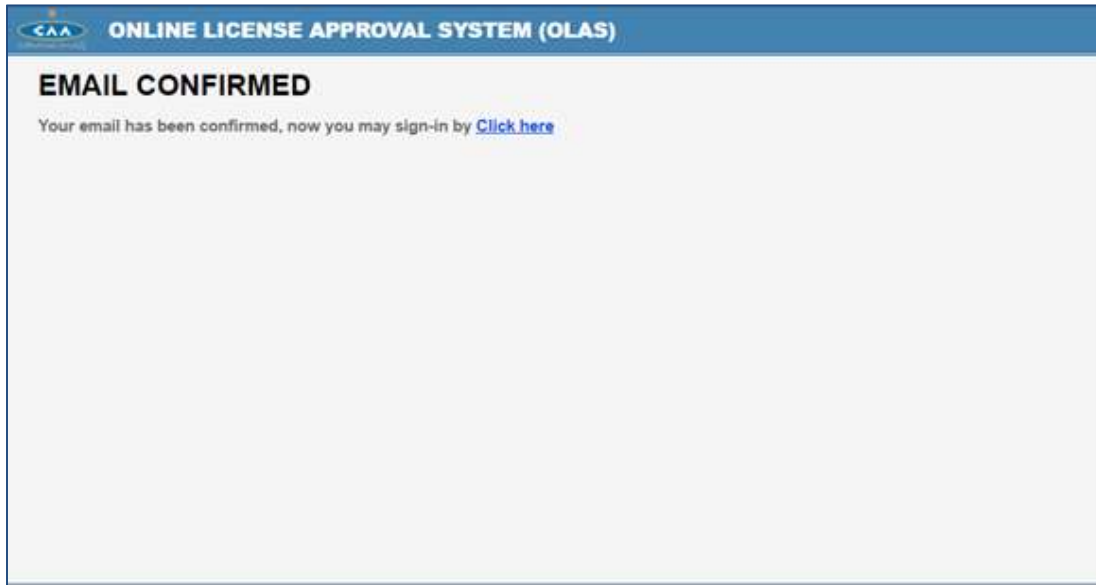 CAA
ONLINE LICENSE APPROVAL SYSTEM (OLAS)
EMAIL CONFIRMED
Your email has been confirmed, now you may sign-in by Click here